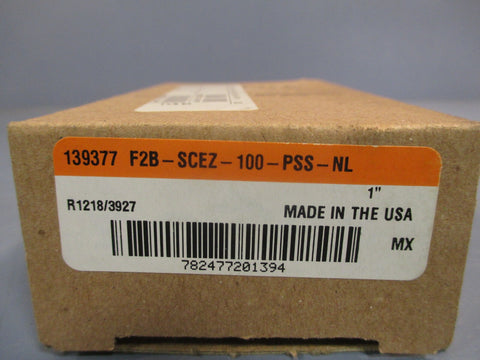 139377 F2B-SCEZ-100-PSS-NL
1"
R1218/3927 MADE IN THE USA
MX
782477201394